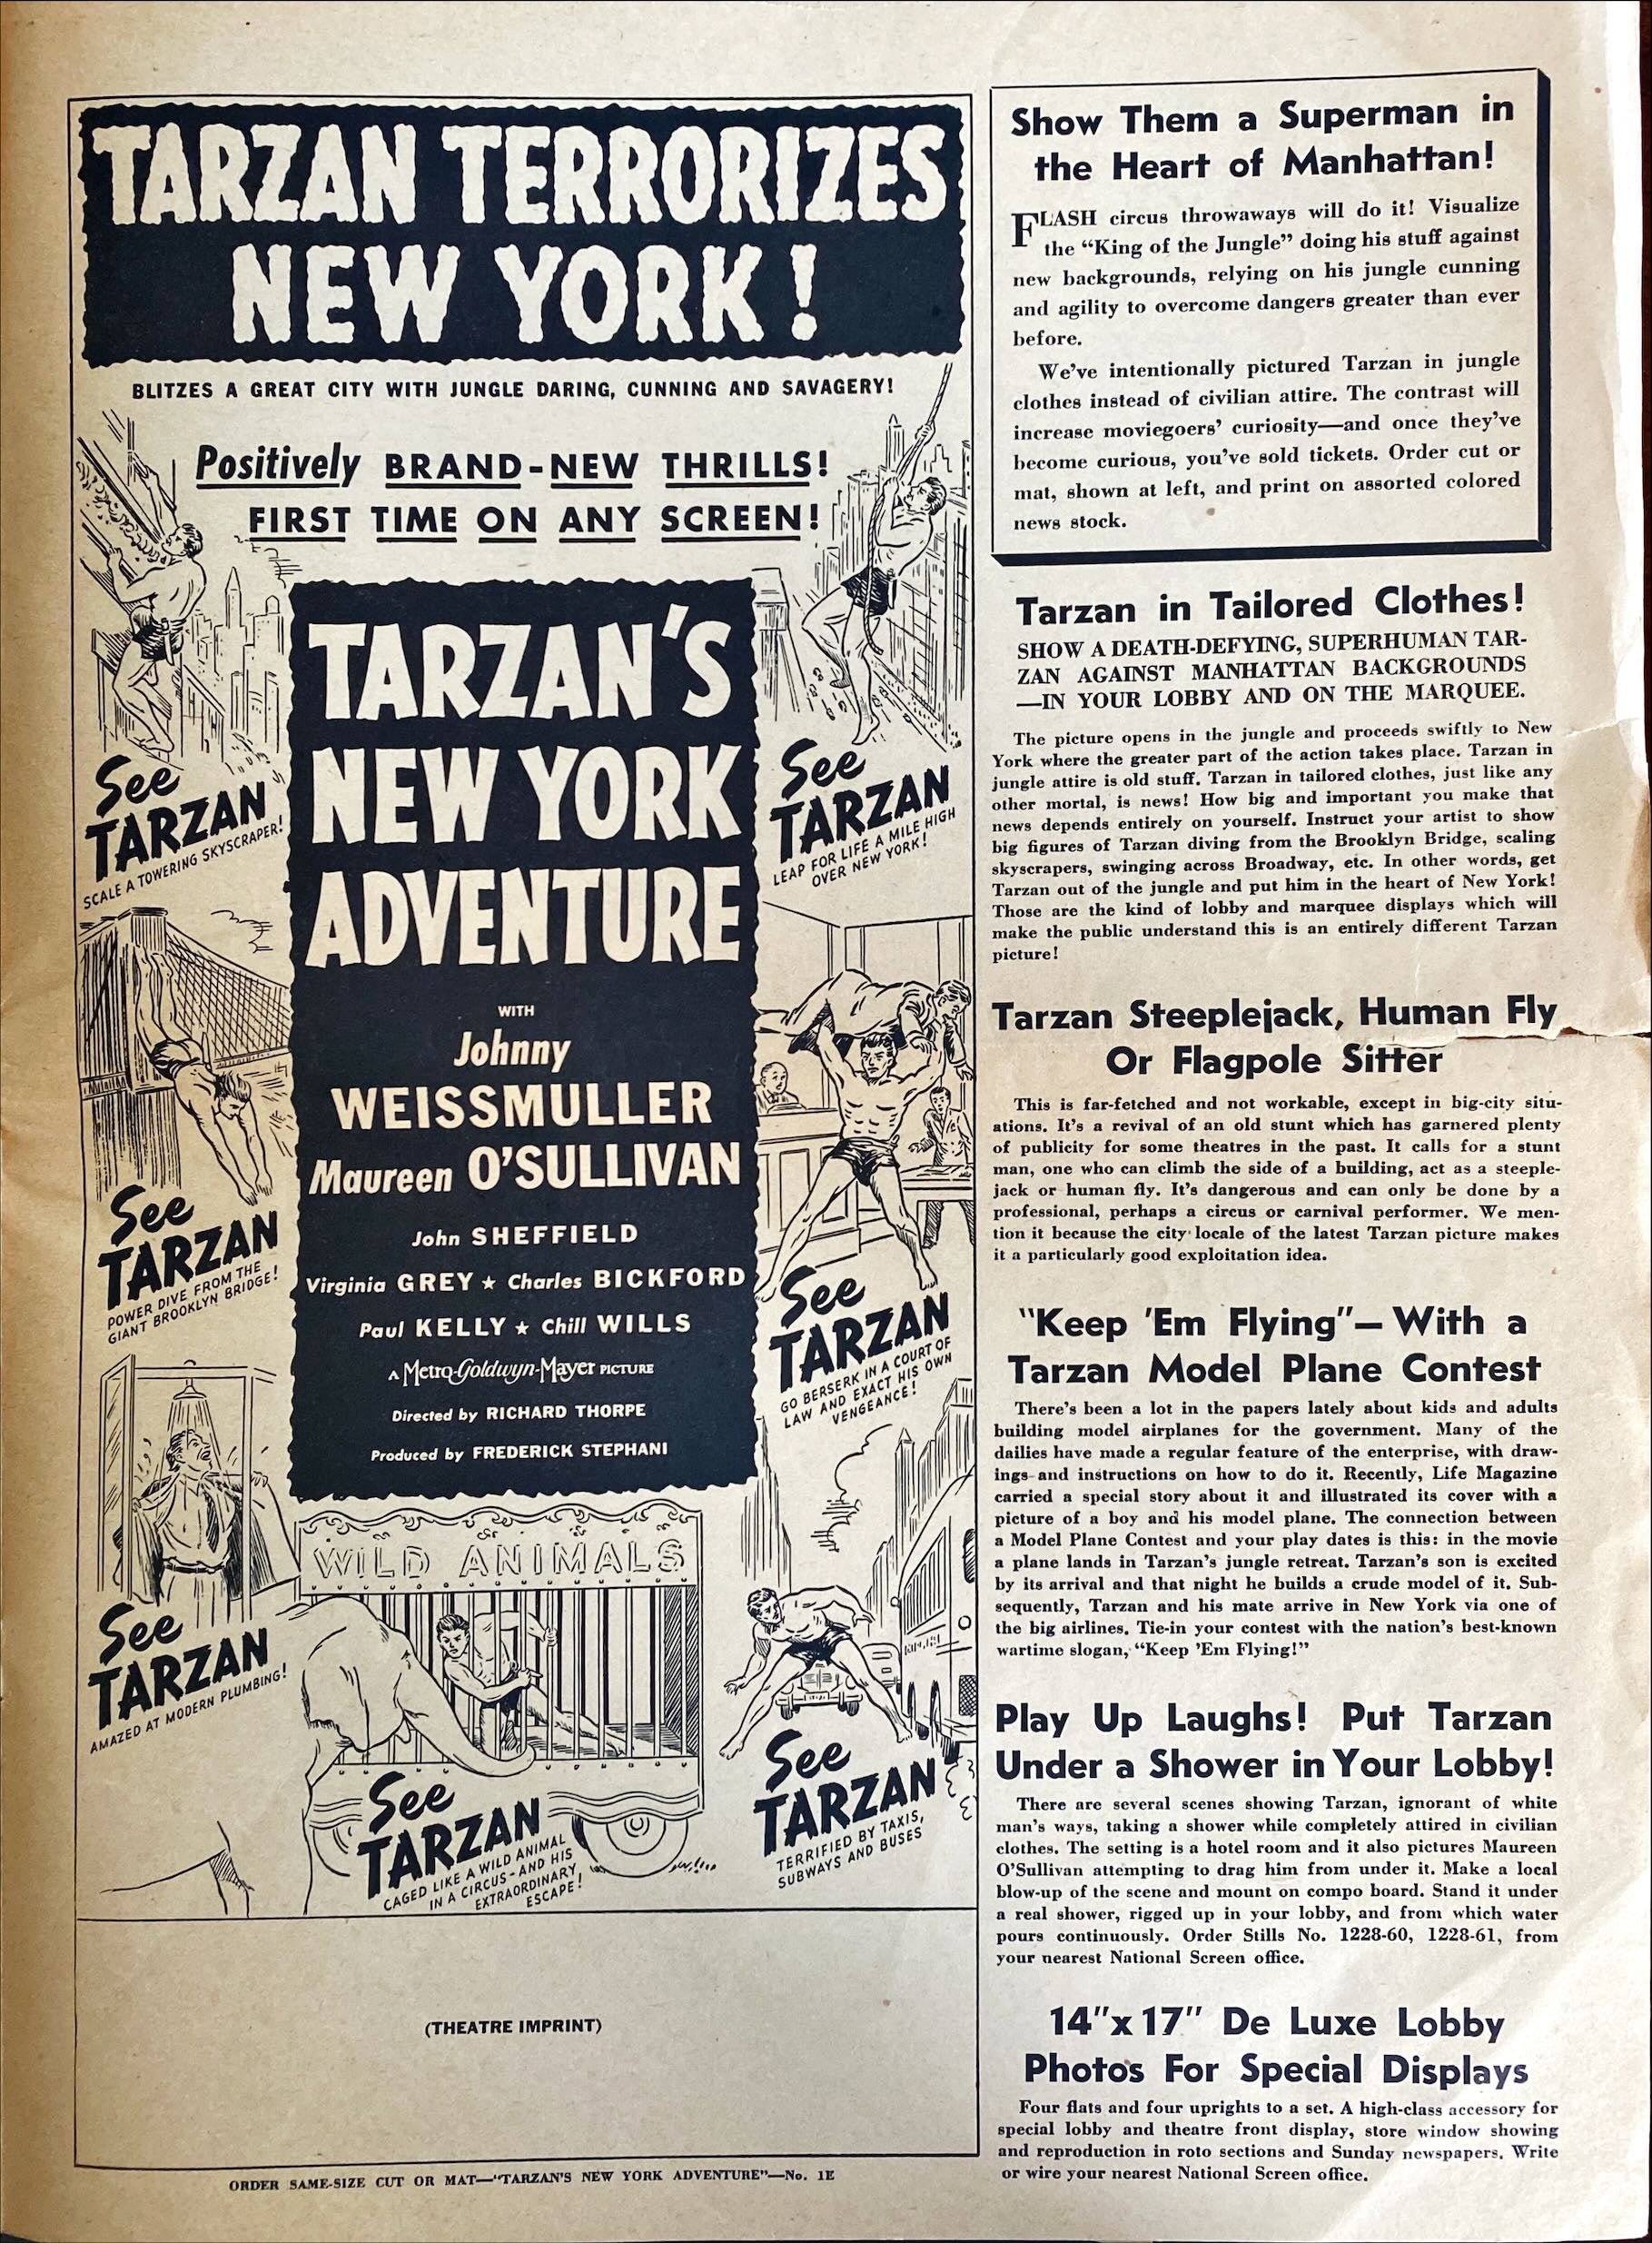 TARZAN TERRORIZES
NEW YORK!
BLITZES A GREAT CITY WITH JUNGLE DARING, CUNNING AND SAVAGERY!
Positively BRAND-NEW THRILLS!
FIRST TIME ON ANY SCREEN!
See
TARZAN
SCALE A TOWERING SKYSCRAPER!
See
TARZAN
LEAP FOR LIFE A MILE HIGH
OVER NEW YORK!
TARZAN'S
NEW YORK
ADVENTURE
WITH
Johnny
WEISSMULLER
Maureen O'SULLIVAN
John SHEFFIELD
Virginia GREY ★ Charles BICKFORD
Paul KELLY ★ Chill WILLS
A Metro-Goldwyn-Mayer PICTURE
Directed by RICHARD THORPE
Produced by FREDERICK STEPHANI
See
TARZAN
POWER DIVE FROM THE
GIANT BROOKLYN BRIDGE!
See
TARZAN
GO BERSERK IN A COURT OF
LAW AND EXACT HIS OWN
VENGEANCE!
See
TARZAN
AMAZED AT MODERN PLUMBING!
WILD ANIMALS
See
TARZAN
CAGED LIKE A WILD ANIMAL
IN A CIRCUS-AND HIS
EXTRAORDINARY
ESCAPE!
See
TARZAN
TERRIFIED BY TAXIS,
SUBWAYS AND BUSES
(THEATRE IMPRINT)
ORDER SAME-SIZE CUT OR MAT—"TARZAN'S NEW YORK ADVENTURE"—No. 1E
Show Them a Superman in
the Heart of Manhattan!
FLASH circus throwaways will do it! Visualize
the "King of the Jungle" doing his stuff against
new backgrounds, relying on his jungle cunning
and agility to overcome dangers greater than ever
before.
We've intentionally pictured Tarzan in jungle
clothes instead of civilian attire. The contrast will
increase moviegoers' curiosity—and once they've
become curious, you've sold tickets. Order cut or
mat, shown at left, and print on assorted colored
news stock.
Tarzan in Tailored Clothes!
SHOW A DEATH-DEFYING, SUPERHUMAN TAR-
ZAN AGAINST MANHATTAN BACKGROUNDS
—IN YOUR LOBBY AND ON THE MARQUEE.
The picture opens in the jungle and proceeds swiftly to New
York where the greater part of the action takes place. Tarzan in
jungle attire is old stuff. Tarzan in tailored clothes, just like any
other mortal, is news! How big and important you make that
news depends entirely on yourself. Instruct your artist to show
big figures of Tarzan diving from the Brooklyn Bridge, scaling
skyscrapers, swinging across Broadway, etc. In other words, get
Tarzan out of the jungle and put him in the heart of New York!
Those are the kind of lobby and marquee displays which will
make the public understand this is an entirely different Tarzan
picture!
Tarzan Steeplejack, Human Fly
Or Flagpole Sitter
This is far-fetched and not workable, except in big-city situ-
ations. It's a revival of an old stunt which has garnered plenty
of publicity for some theatres in the past. It calls for a stunt
man, one who can climb the side of a building, act as a steeple-
jack or human fly. It's dangerous and can only be done by a
professional, perhaps a circus or carnival performer. We men-
tion it because the city locale of the latest Tarzan picture makes
it a particularly good exploitation idea.
"Keep 'Em Flying"—With a
Tarzan Model Plane Contest
There's been a lot in the papers lately about kids and adults
building model airplanes for the government. Many of the
dailies have made a regular feature of the enterprise, with draw-
ings and instructions on how to do it. Recently, Life Magazine
carried a special story about it and illustrated its cover with a
picture of a boy and his model plane. The connection between
a Model Plane Contest and your play dates is this: in the movie
a plane lands in Tarzan's jungle retreat. Tarzan's son is excited
by its arrival and that night he builds a crude model of it. Sub-
sequently, Tarzan and his mate arrive in New York via one of
the big airlines. Tie-in your contest with the nation's best-known
wartime slogan, "Keep 'Em Flying!"
Play Up Laughs! Put Tarzan
Under a Shower in Your Lobby!
There are several scenes showing Tarzan, ignorant of white
man's ways, taking a shower while completely attired in civilian
clothes. The setting is a hotel room and it also pictures Maureen
O'Sullivan attempting to drag him from under it. Make a local
blow-up of the scene and mount on compo board. Stand it under
a real shower, rigged up in your lobby, and from which water
pours continuously. Order Stills No. 1228-60, 1228-61, from
your nearest National Screen office.
14"x17" De Luxe Lobby
Photos For Special Displays
Four flats and four uprights to a set. A high-class accessory for
special lobby and theatre front display, store window showing
and reproduction in roto sections and Sunday newspapers. Write
or wire your nearest National Screen office.